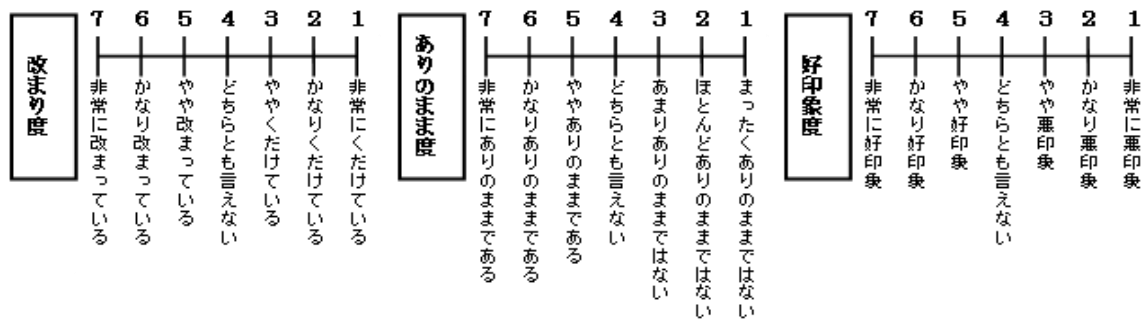 改まり度
7 6 5 4 3 2 1
非常に改まっている
かなり改まっている
やや改まっている
どちらとも言えない
ややくだけている
かなりくだけている
非常にくだけている
ありのまま度
7 6 5 4 3 2 1
非常にありのままである
かなりありのままである
ややありのままである
どちらとも言えない
あまりありのままではない
ほとんどありのままではない
まったくありのままではない
好印象度
7 6 5 4 3 2 1
非常に好印象
かなり好印象
やや好印象
どちらとも言えない
やや悪印象
かなり悪印象
非常に悪印象